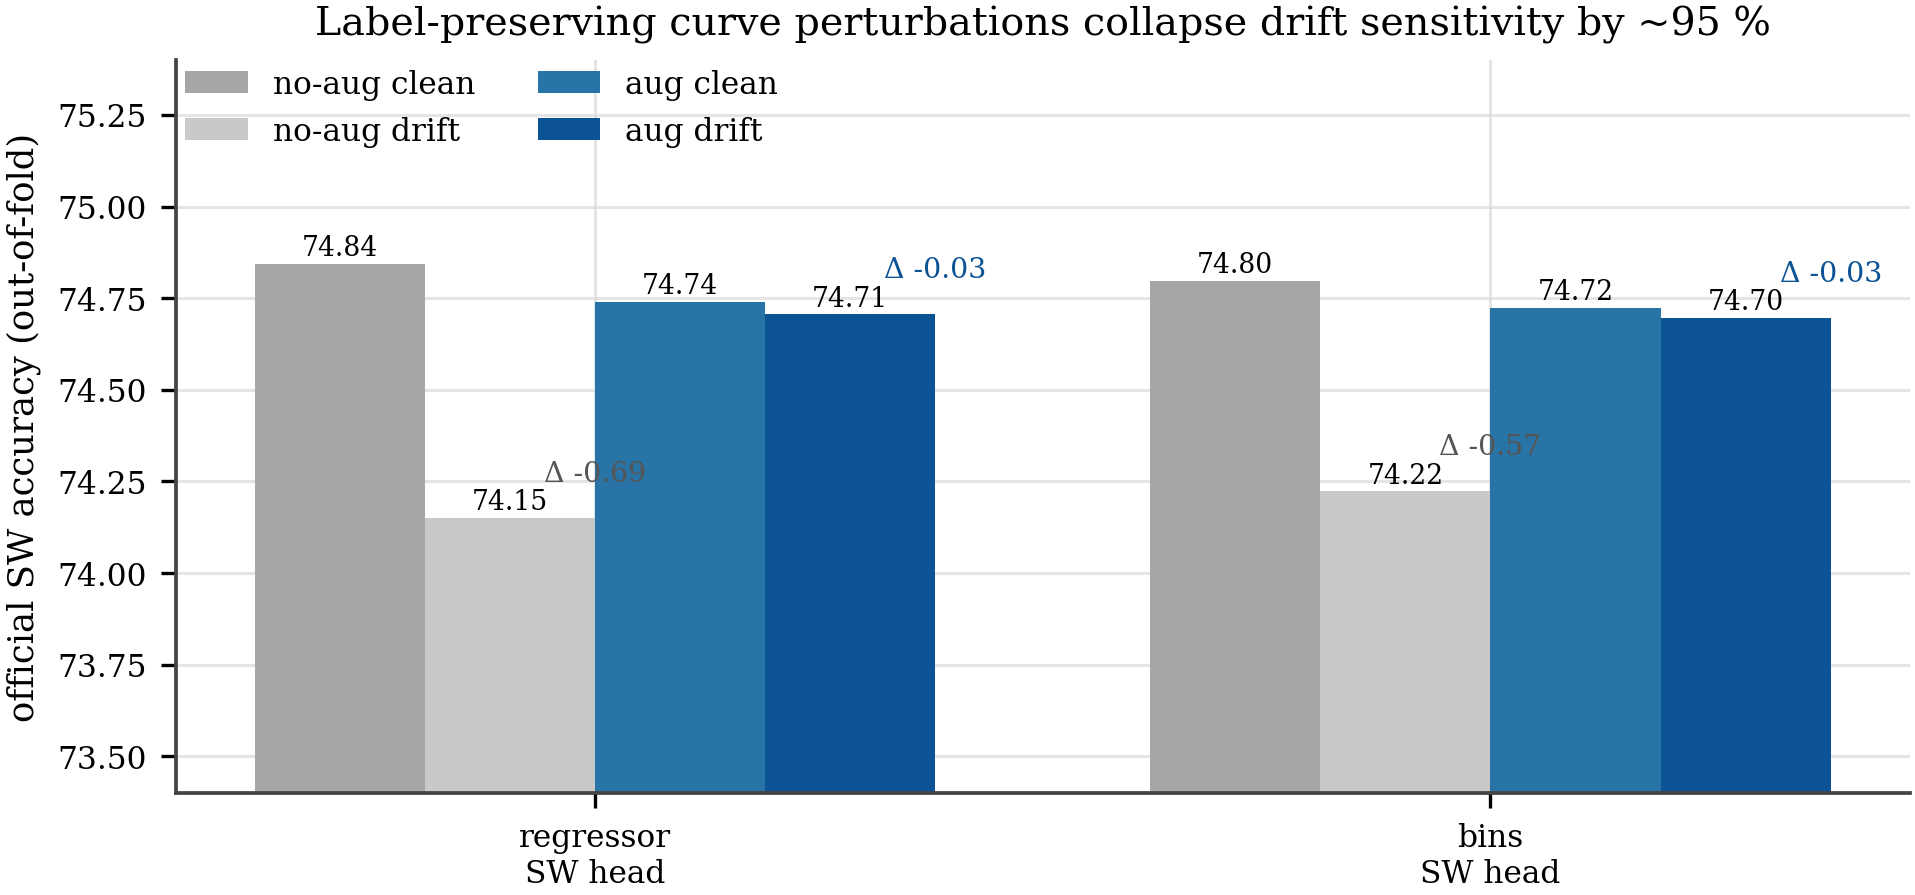 Label-preserving curve perturbations collapse drift sensitivity by ~95 %
no-aug clean
no-aug drift
aug clean
aug drift
official SW accuracy (out-of-fold)
75.25
75.00
74.75
74.50
74.25
74.00
73.75
73.50
74.84
74.15
Δ -0.69
74.74
74.71
Δ -0.03
74.80
74.22
Δ -0.57
74.72
74.70
Δ -0.03
regressor
SW head
bins
SW head